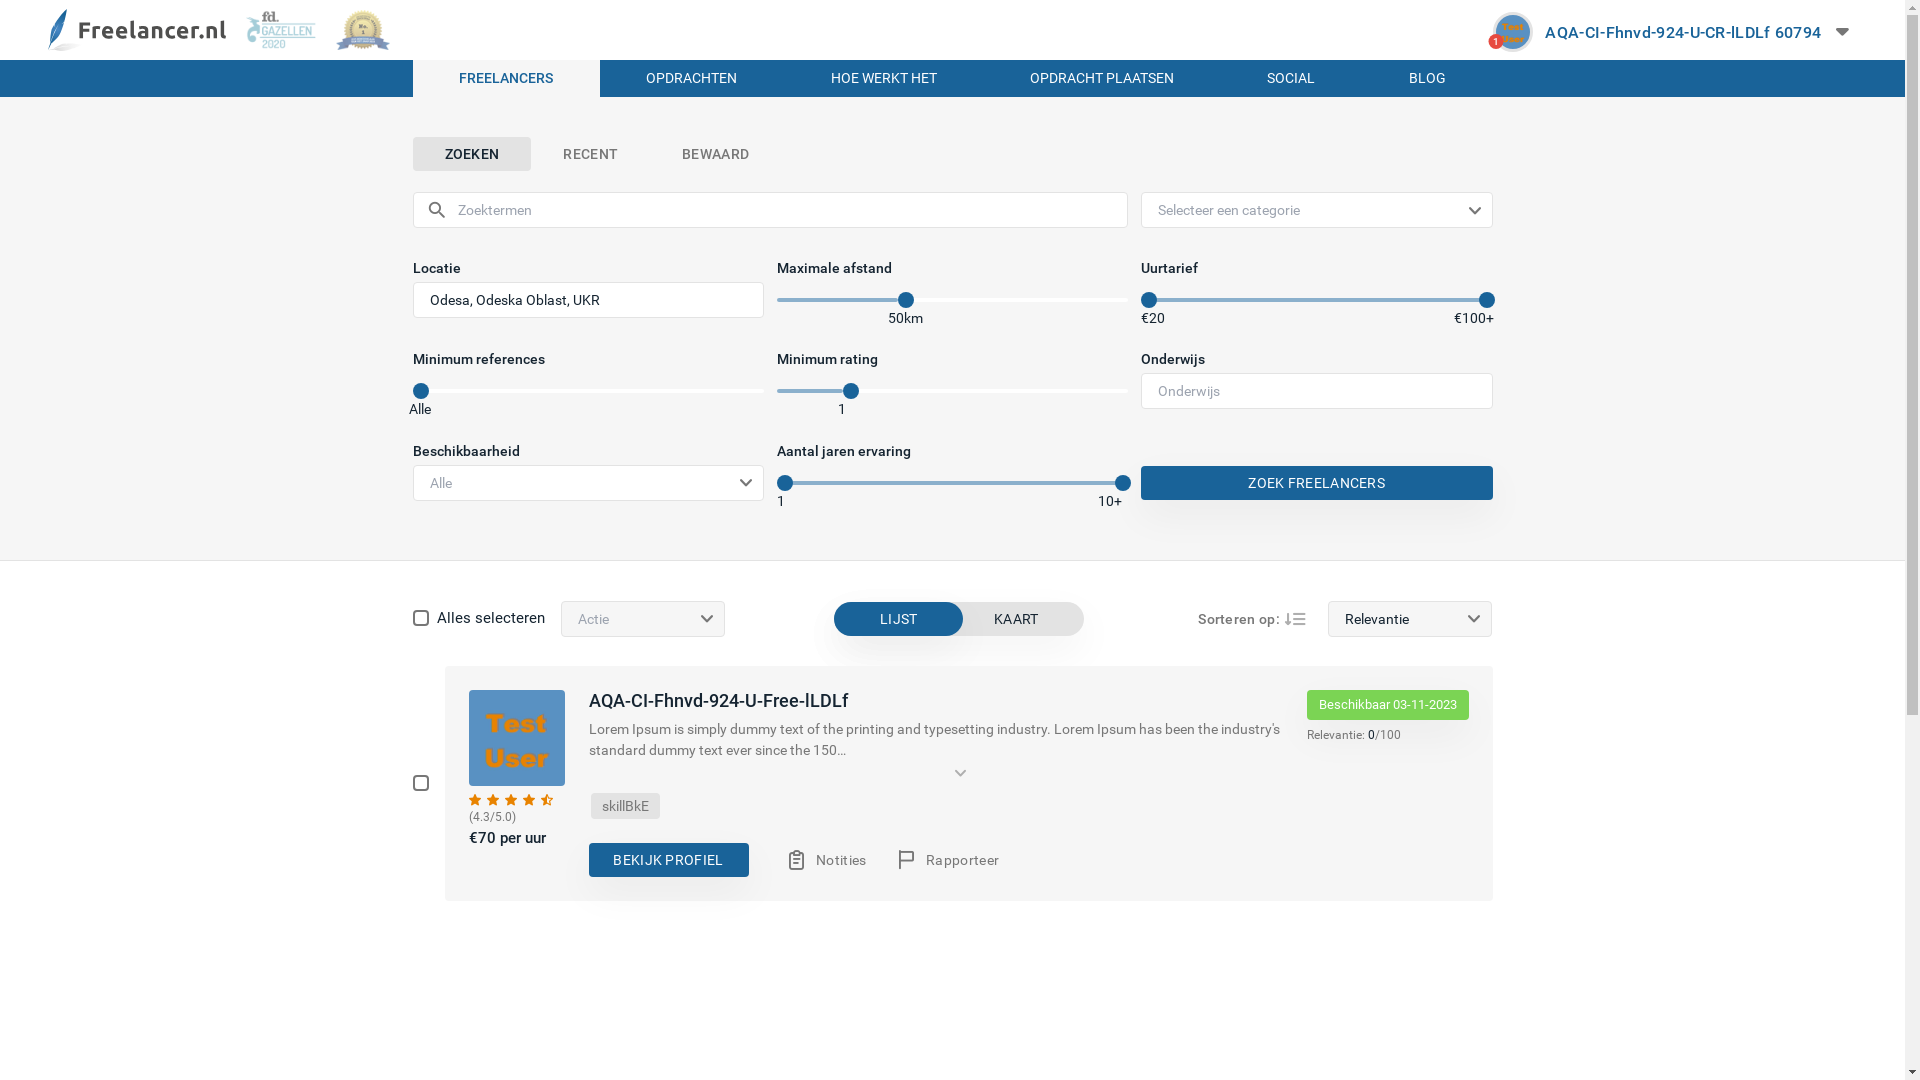 Freelancer.nl
fd.
GAZELLEN
2020
No.
1
1
Test
User
AQA-CI-Fhnvd-924-U-CR-lLDLf 60794
FREELANCERS OPDRACHTEN HOE WERKT HET OPDRACHT PLAATSEN SOCIAL BLOG
ZOEKEN RECENT BEWAARD
Zoektermen Selecteer een categorie
Locatie Maximale afstand Uurtarief
Odesa, Odeska Oblast, UKR
50km €20 €100+
Minimum references Minimum rating Onderwijs
Onderwijs
Alle 1
Beschikbaarheid Aantal jaren ervaring
Alle ZOEK FREELANCERS
1 10+
Alles selecteren Actie LIJST KAART Sorteren op: Relevantie
AQA-CI-Fhnvd-924-U-Free-lLDLf Beschikbaar 03-11-2023
Test
User
Lorem Ipsum is simply dummy text of the printing and typesetting industry. Lorem Ipsum has been the industry's
standard dummy text ever since the 150...
Relevantie: 0/100
skillBkE
(4.3/5.0)
€70 per uur
BEKIJK PROFIEL Notities Rapporteer